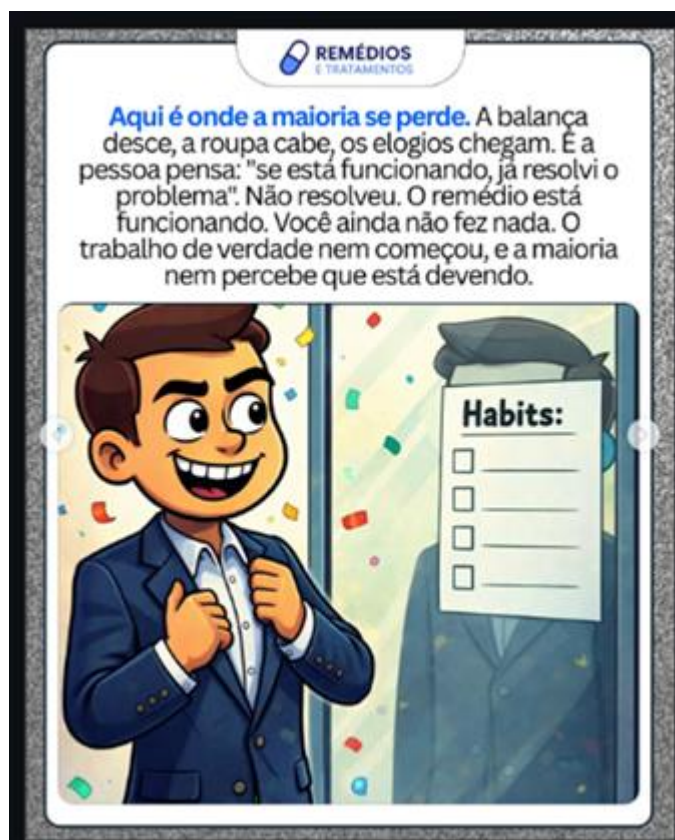 REMÉDIOS
E TRATAMENTOS
Aqui é onde a maioria se perde. A balança
desce, a roupa cabe, os elogios chegam. E a
pessoa pensa: "se está funcionando, já resolvi o
problema". Não resolveu. O remédio está
funcionando. Você ainda não fez nada. O
trabalho de verdade nem começou, e a maioria
nem percebe que está devendo.
Habits: